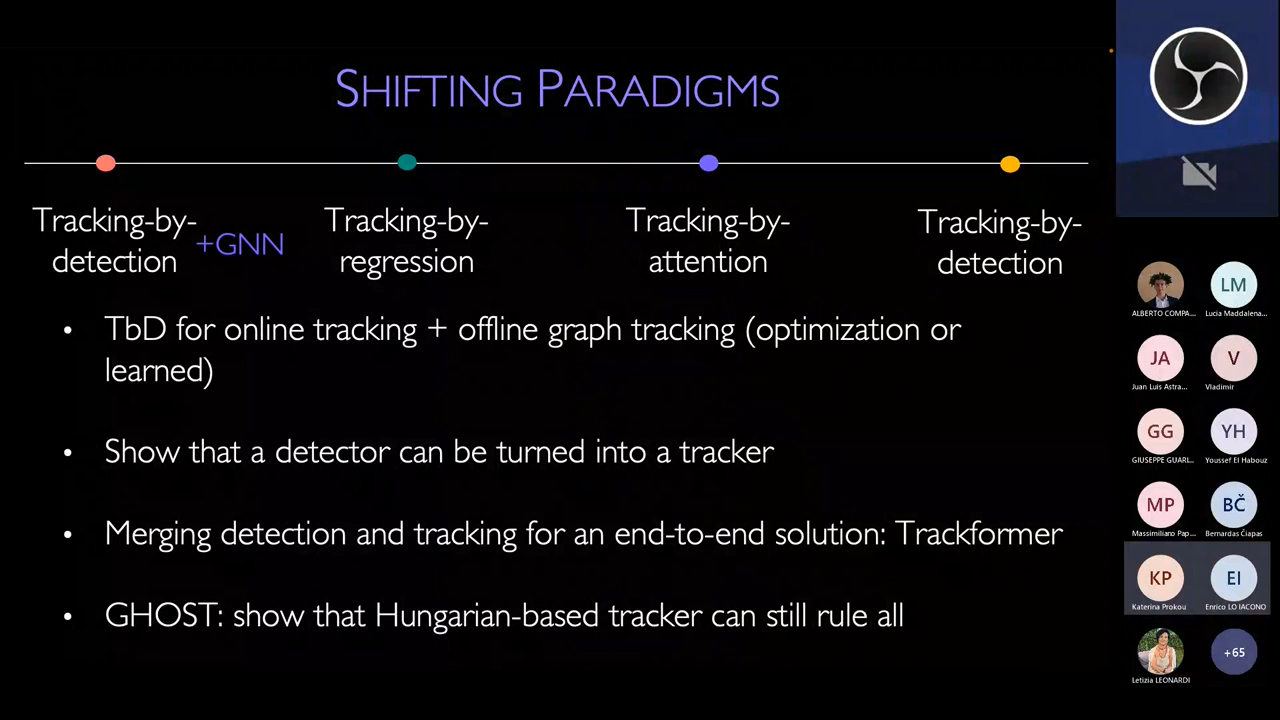 SHIFTING PARADIGMS
Tracking-by-
detection
+GNN
Tracking-by-
regression
Tracking-by-
attention
Tracking-by-
detection
• TbD for online tracking + offline graph tracking (optimization or
learned)
• Show that a detector can be turned into a tracker
• Merging detection and tracking for an end-to-end solution: Trackformer
• GHOST: show that Hungarian-based tracker can still rule all
ALBERTO COMPA...
LM
Lucia Maddalena...
JA
Juan Luis Astra...
V
Vladimir
GG
GIUSEPPE GUARI...
YH
Youssef El Habouz
MP
Massimiliano Pap...
BČ
Bernardas Čiapas
KP
Katerina Prokou
EI
Enrico LO IACONO
Letizia LEONARDI
+65